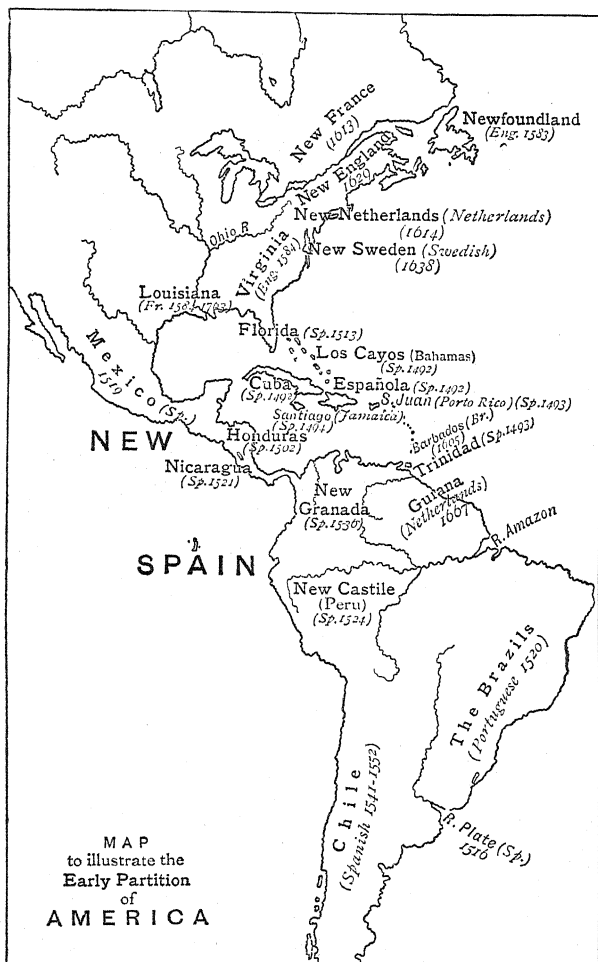 New France
(1613)
Newfoundland
(Eng. 1583)
New England
1620
New Netherlands (Netherlands)
(1614)
Ohio R
Virginia
(Eng. 1584)
New Sweden (Swedish)
(1638)
Louisiana
(Fr. 1584-1763)
Florida (Sp. 1513)
Mexico (Sp.)
1519
Los Cayos (Bahamas)
(Sp. 1492)
Cuba
(Sp. 1492)
Española (Sp. 1492)
S. Juan (Porto Rico) (Sp. 1493)
Santiago (Jamaica)
(Sp. 1494)
Barbados (Br.)
(1605)
Trinidad (Sp. 1493)
NEW
Honduras
(Sp. 1502)
Nicaragua
(Sp. 1521)
New
Granada
(Sp. 1536)
Guiana
(Netherlands)
1667
R. Amazon
SPAIN
New Castile
(Peru)
(Sp. 1524)
The Brazils
(Portuguese 1520)
Chile
(Spanish 1541-1552)
R. Plate (Sp.)
1516
MAP
to illustrate the
Early Partition
of
AMERICA